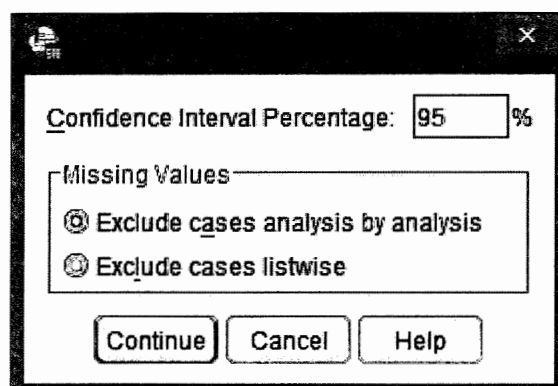 Confidence Interval Percentage: 95 %
Missing Values
Exclude cases analysis by analysis
Exclude cases listwise
Continue Cancel Help